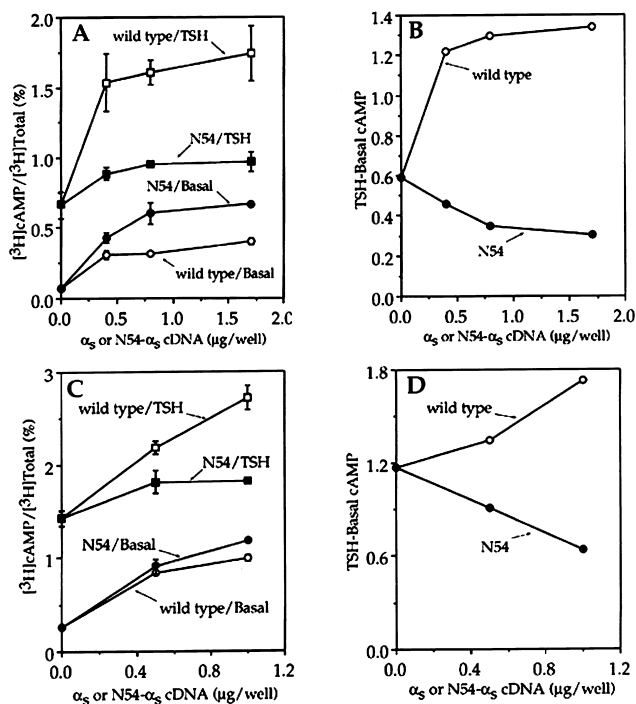 A
[³H]cAMP/[³H]Total (%)
2.0
1.5
1.0
0.5
0.0
wild type/TSH
N54/TSH
N54/Basal
wild type/Basal
0.0 0.5 1.0 1.5 2.0
αs or N54-αs cDNA (μg/well)
B
TSH-Basal cAMP
1.4
1.2
1.0
0.8
0.6
0.4
0.2
0.0
wild type
N54
0.0 0.5 1.0 1.5 2.0
αs or N54-αs cDNA (μg/well)
C
[³H]cAMP/[³H]Total (%)
3
2
1
0
wild type/TSH
N54/TSH
N54/Basal
wild type/Basal
0.0 0.4 0.8 1.2
αs or N54-αs cDNA (μg/well)
D
TSH-Basal cAMP
1.8
1.2
0.6
0
wild type
N54
0.0 0.4 0.8 1.2
αs or N54-αs cDNA (μg/well)